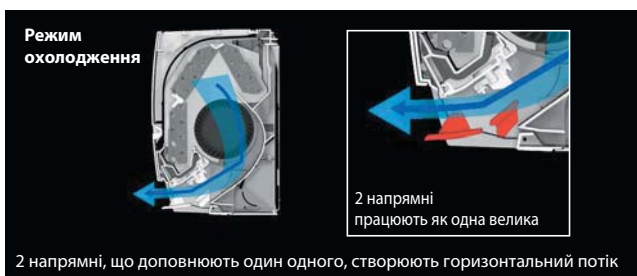 Режим
охолодження
2 напрямні
працюють як одна велика
2 напрямні, що доповнюють один одного, створюють горизонтальний потік